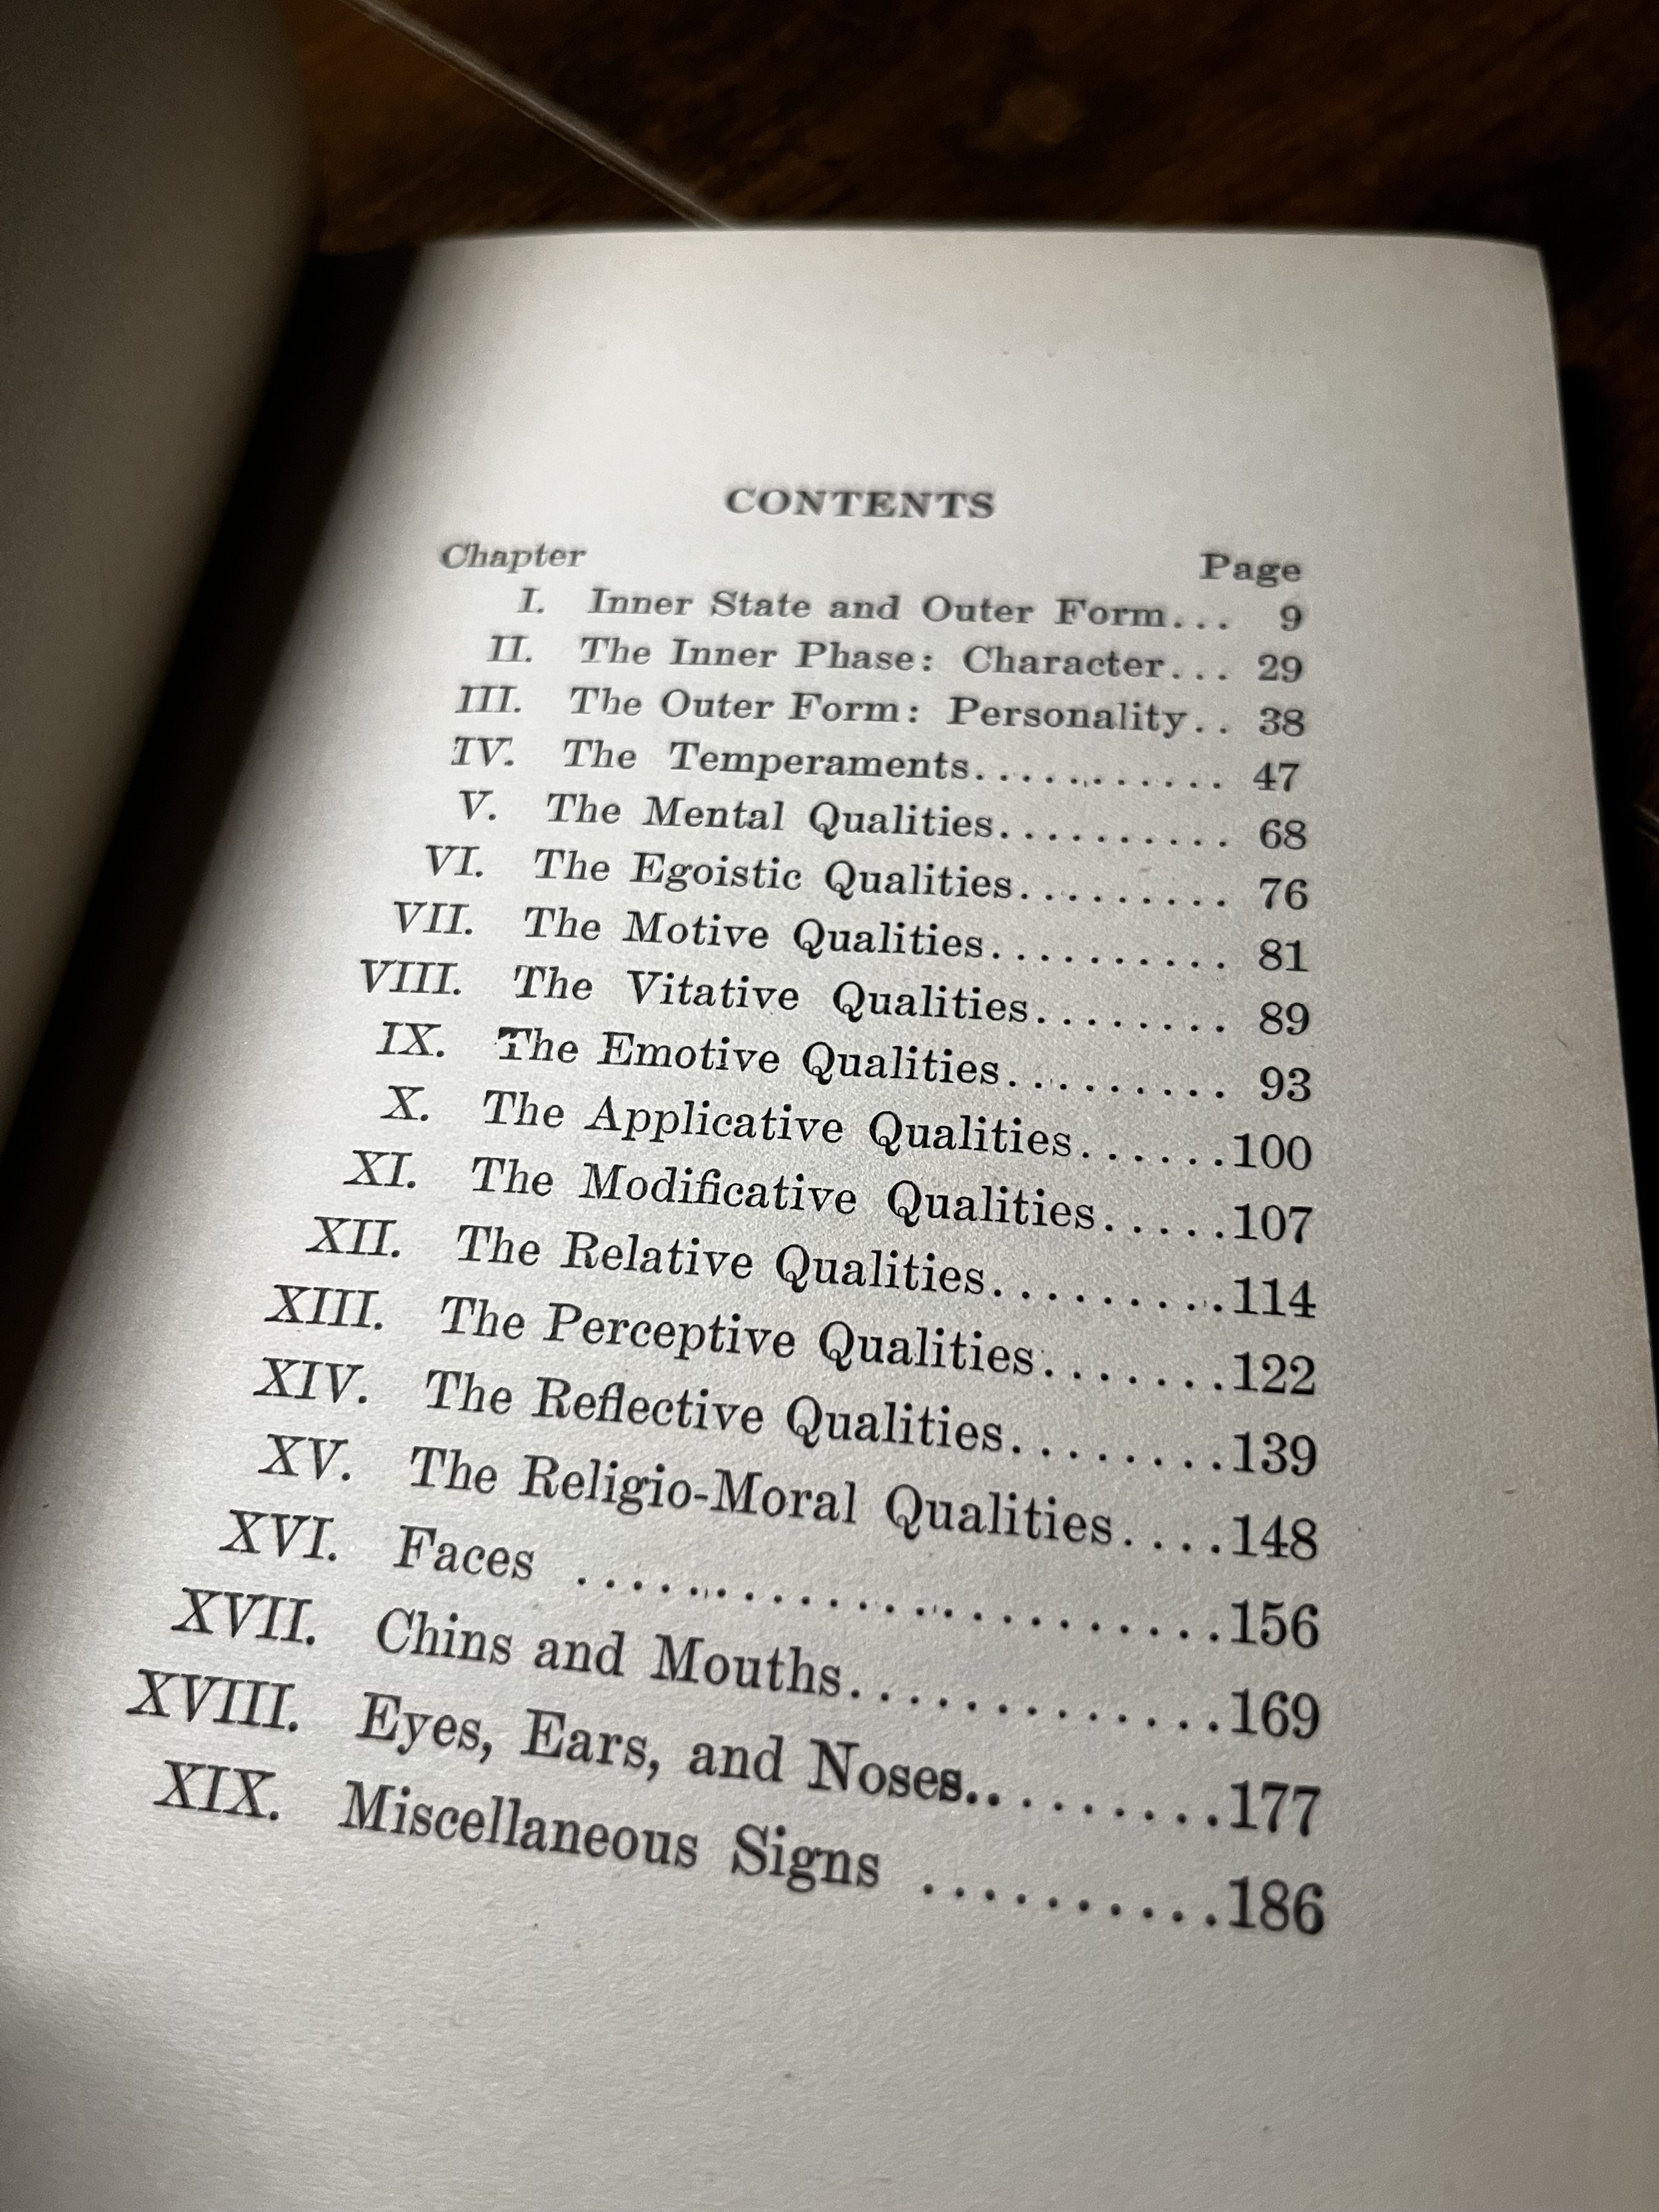 CONTENTS
Chapter Page
I. Inner State and Outer Form... 9
II. The Inner Phase: Character... 29
III. The Outer Form: Personality.. 38
IV. The Temperaments........... 47
V. The Mental Qualities.......... 68
VI. The Egoistic Qualities......... 76
VII. The Motive Qualities.......... 81
VIII. The Vitative Qualities........ 89
IX. The Emotive Qualities......... 93
X. The Applicative Qualities......100
XI. The Modificative Qualities.....107
XII. The Relative Qualities.........114
XIII. The Perceptive Qualities.......122
XIV. The Reflective Qualities........139
XV. The Religio-Moral Qualities....148
XVI. Faces .......................156
XVII. Chins and Mouths............169
XVIII. Eyes, Ears, and Noses.........177
XIX. Miscellaneous Signs ..........186